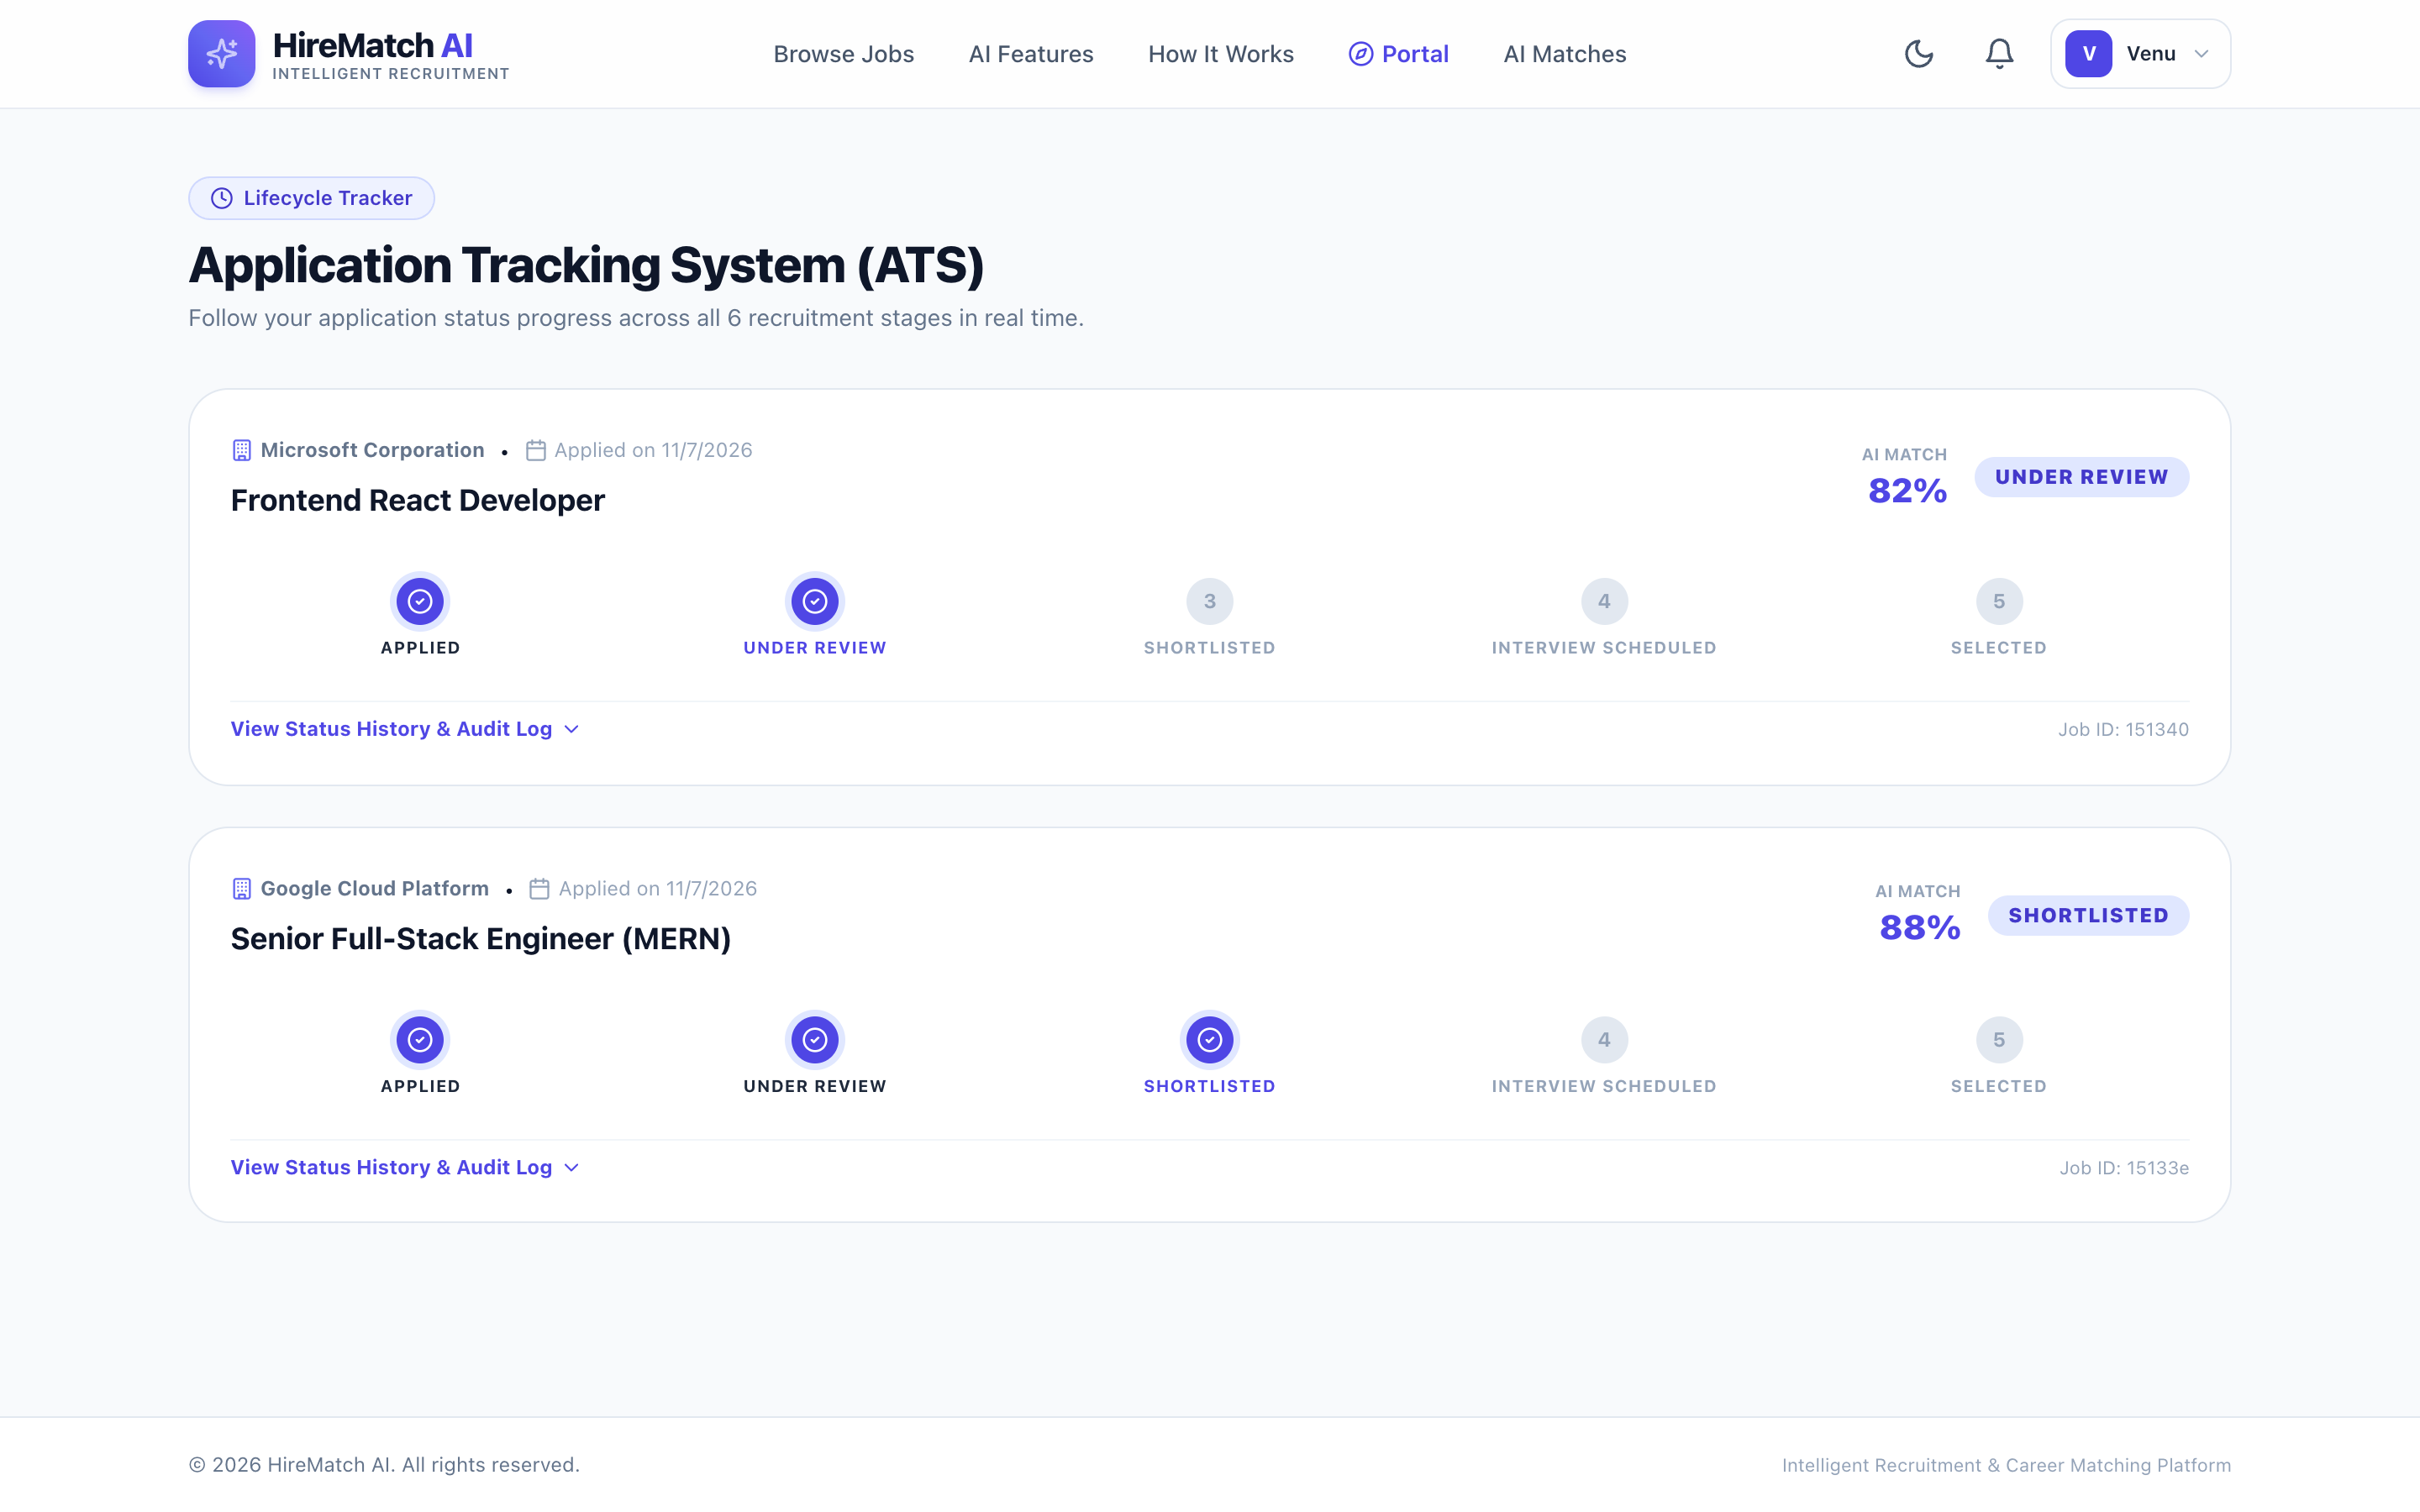 HireMatch AI
INTELLIGENT RECRUITMENT
Browse Jobs
AI Features
How It Works
Portal
AI Matches
V
Venu
Lifecycle Tracker
Application Tracking System (ATS)
Follow your application status progress across all 6 recruitment stages in real time.
Microsoft Corporation • Applied on 11/7/2026
Frontend React Developer
AI MATCH
82%
UNDER REVIEW
3
4
5
APPLIED
UNDER REVIEW
SHORTLISTED
INTERVIEW SCHEDULED
SELECTED
View Status History & Audit Log
Job ID: 151340
Google Cloud Platform • Applied on 11/7/2026
Senior Full-Stack Engineer (MERN)
AI MATCH
88%
SHORTLISTED
4
5
APPLIED
UNDER REVIEW
SHORTLISTED
INTERVIEW SCHEDULED
SELECTED
View Status History & Audit Log
Job ID: 15133e
© 2026 HireMatch AI. All rights reserved.
Intelligent Recruitment & Career Matching Platform